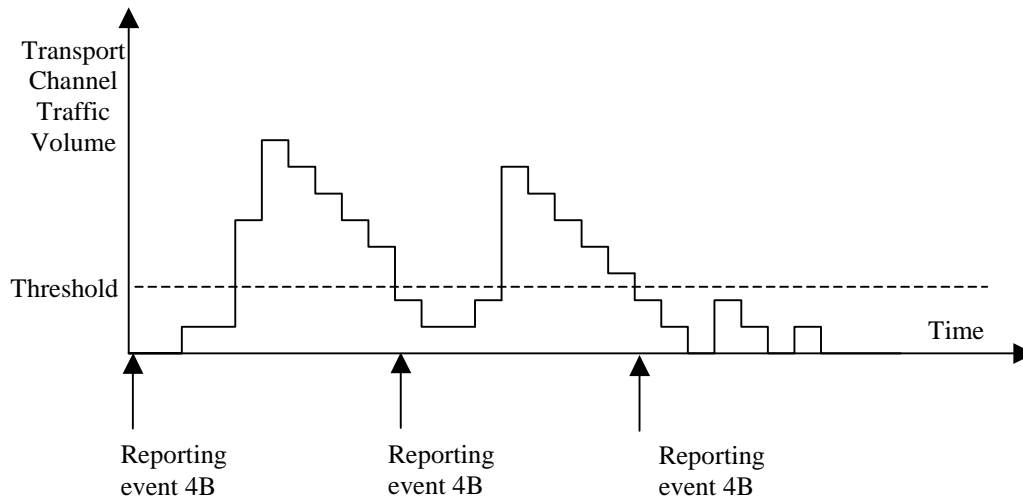 Transport
Channel
Traffic
Volume
Threshold
Time
Reporting
event 4B
Reporting
event 4B
Reporting
event 4B